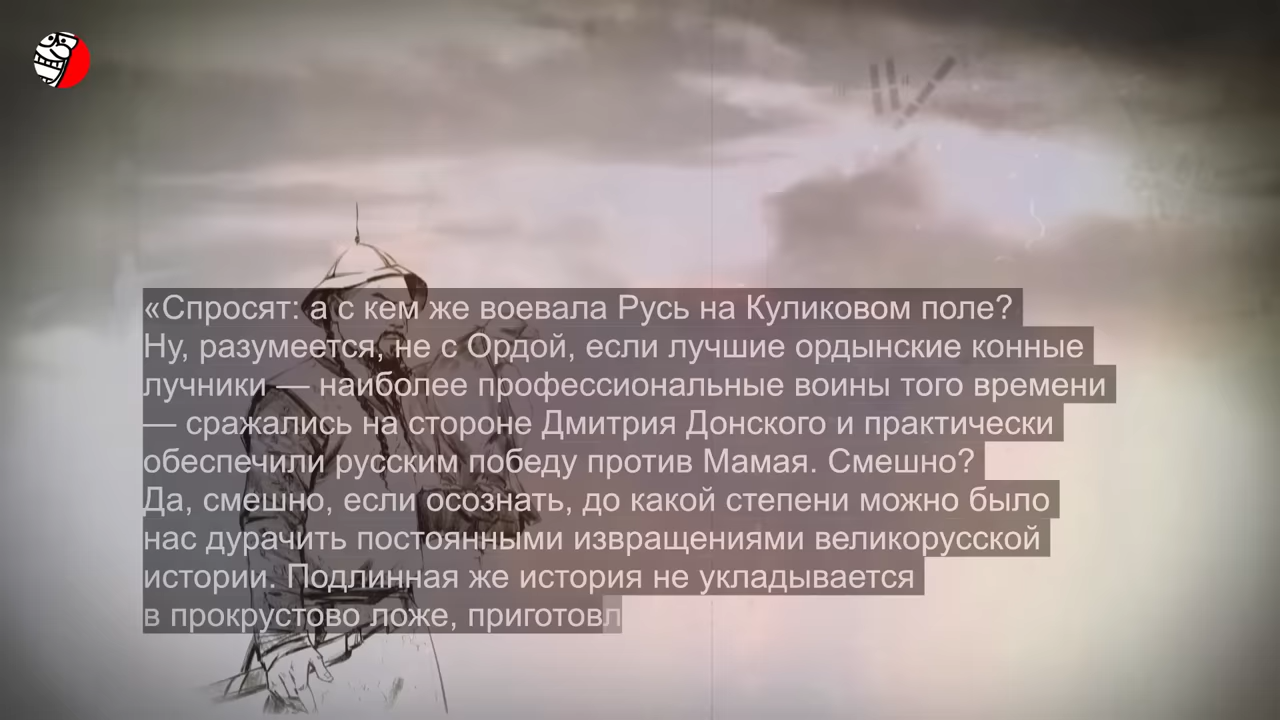 «Спросят: а с кем же воевала Русь на Куликовом поле?
Ну, разумеется, не с Ордой, если лучшие ордынские конные
лучники — наиболее профессиональные воины того времени
— сражались на стороне Дмитрия Донского и практически
обеспечили русским победу против Мамая. Смешно?
Да, смешно, если осознать, до какой степени можно было
нас дурачить постоянными извращениями великорусской
истории. Подлинная же история не укладывается
в прокрустово ложе, приготовл